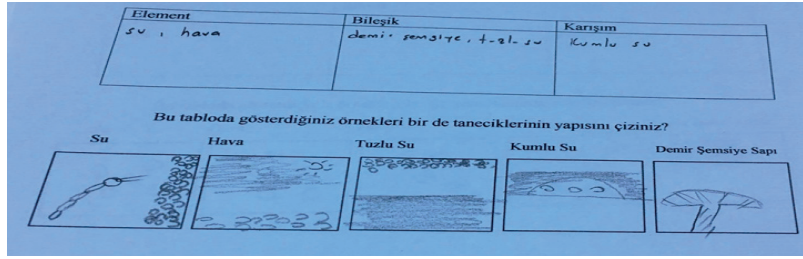 Element Bileşik Karışım
su, hava demir şemsiye, tuzlu su kumlu su
Bu tabloda gösterdiğiniz örnekleri bir de taneciklerinin yapısını çiziniz?
Su Hava Tuzlu Su Kumlu Su Demir Şemsiye Sapı